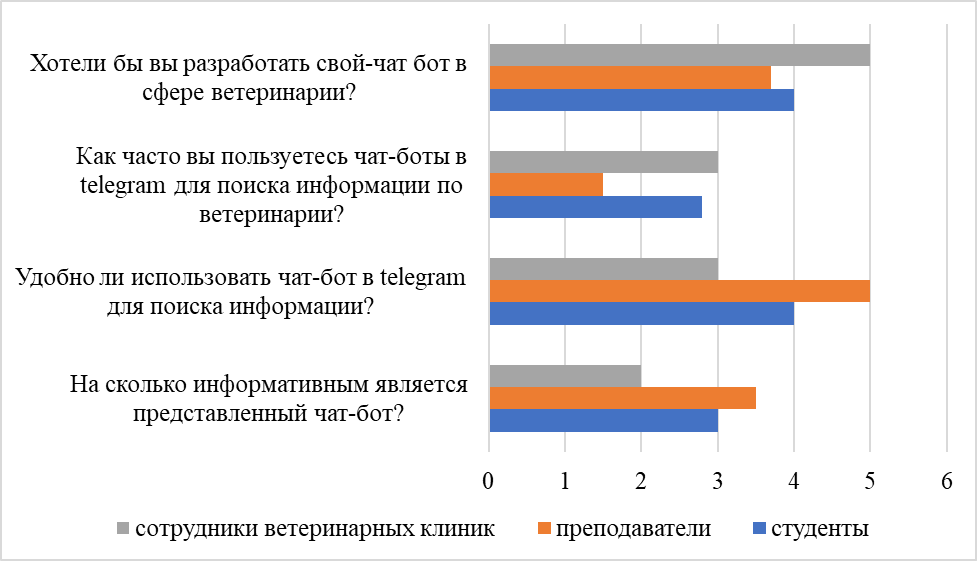 Хотели бы вы разработать свой-чат бот в
сфере ветеринарии?
Как часто вы пользуетесь чат-боты в
telegram для поиска информации по
ветеринарии?
Удобно ли использовать чат-бот в telegram
для поиска информации?
На сколько информативным является
представленный чат-бот?
0 1 2 3 4 5 6
сотрудники ветеринарных клиник преподаватели студенты